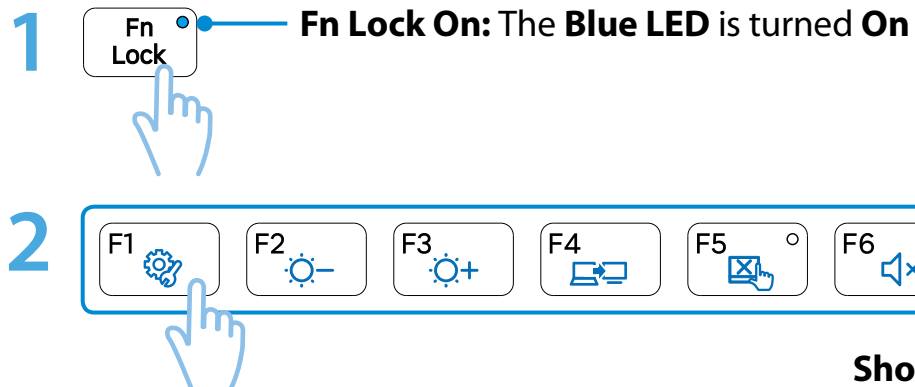 1
Fn Lock On: The Blue LED is turned On
Fn
Lock
2
F1 F2 F3 F4 F5 F6
Sho